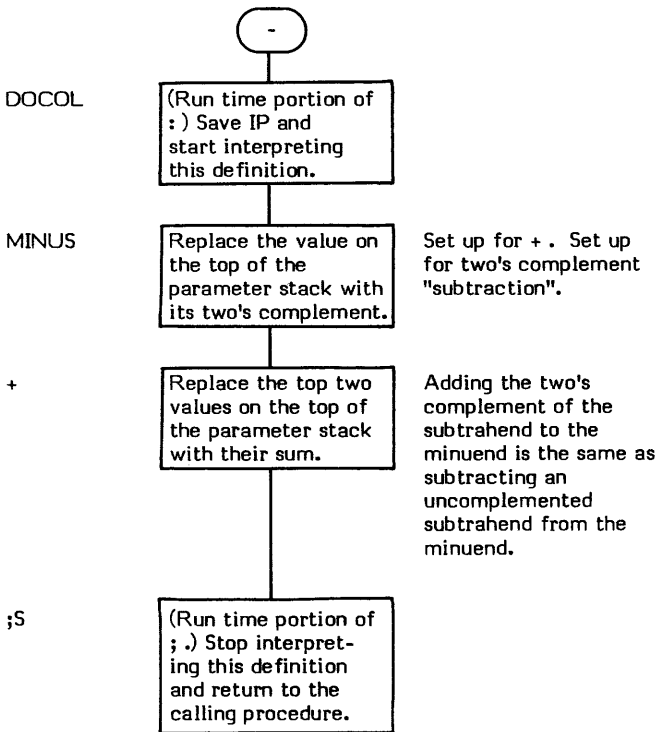 -
DOCOL
(Run time portion of
: ) Save IP and
start interpreting
this definition.
MINUS
Replace the value on
the top of the
parameter stack with
its two's complement.
Set up for + . Set up
for two's complement
"subtraction".
+
Replace the top two
values on the top of
the parameter stack
with their sum.
Adding the two's
complement of the
subtrahend to the
minuend is the same as
subtracting an
uncomplemented
subtrahend from the
minuend.
;S
(Run time portion of
; .) Stop interpret-
ing this definition
and return to the
calling procedure.